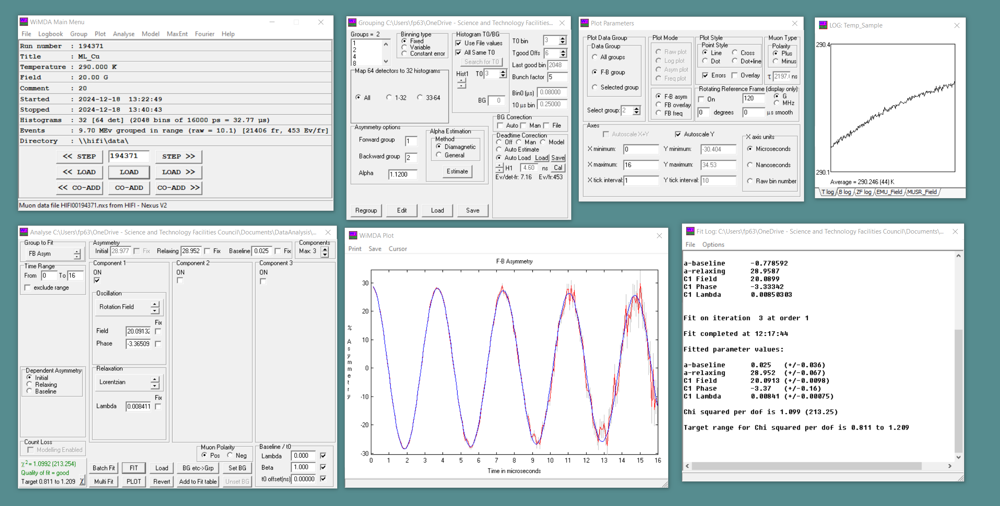 WiMDA Main Menu
File Logbook Group Plot Analyse Model MaxEnt Fourier Help
Run number : 194371
Title : ML_Cu
Temperature : 290.000 K
Field : 20.00 G
Comment : 20
Started : 2024-12-18 13:22:49
Stopped : 2024-12-18 13:40:43
Histograms : 32 [64 det] (2048 bins of 16000 ps = 32.77 µs)
Events : 9.70 MEv grouped in range (raw = 10.1) [21406 fr, 453 Ev/fr]
Directory : \\hifi\data\
<< STEP 194371 STEP >>
<< LOAD LOAD LOAD >>
<< CO-ADD CO-ADD CO-ADD >>
Muon data file HIFI00194371.nxs from HIFI - Nexus V2
Grouping C:\Users\fp63\OneDrive - Science and Technology Facilities...
Groups = 2
1
2
4
8
Binning type
Fixed
Variable
Constant error
Histogram T0/BG
Use File values
All Same T0
Search for T0
Hist1 T0 3
BG 0
T0 bin 3
Tgood Offs 6
Last good bin 2048
Bunch factor 5
Bin0 (µs) 0.08000
10 µs bin 0.25000
Map 64 detectors to 32 histograms
All 1-32 33-64
BG Correction
Auto Man File
Asymmetry options
Forward group 1
Backward group 2
Alpha 1.1200
Alpha Estimation
Method
Diamagnetic
General
Estimate
Deadtime Correction
Off Man Model
Auto Estimate
Auto Load Load Save
H1 4.60 ns Cal
Ev/det-fr: 7.16 Ev/fr:453
Regroup Edit Load Save
Plot Parameters
Plot Data Group
Data Group
All groups
F-B group
Selected group
Select group: 2
Plot Mode
Raw plot
Log plot
Asym plot
Freq plot
F-B asym
FB overlay
FB freq
Plot Style
Point Style
Line Cross
Dot Dot+line
Errors Overlay
Muon Type
Polarity
Plus
Minus
τ 2197.( ns
Rotating Reference Frame (display only)
On 120 G
MHz
0 degrees 0 µs smooth
Axes
Autoscale X+Y Autoscale Y
X minimum: 0 Y minimum: -30.404
X maximum: 16 Y maximum: 34.53
X tick interval: 1 Y tick interval: 10
X axis units
Microseconds
Nanoseconds
Raw bin number
LOG: Temp_Sample
290.4
290.1
Average = 290.246 (44) K
T log B log ZF log EMU_Field MUSR_Field
Analyse C:\Users\fp63\OneDrive - Science and Technology Facilities Council\Documents\DataAnalysis\...
Group to Fit
FB Asym
Asymmetry
Initial 28.977 Fix Relaxing 28.952 Fix Baseline 0.025 Fix
Components
Max: 3
Time Range
From 0 To 16
exclude range
Component 1
ON
Component 2
ON
Component 3
ON
Oscillation
Rotation Field
Fix
Field 20.09132
Phase -3.36509
Relaxation
Lorentzian
Fix
Lambda 0.008411
Dependent Asymmetry
Initial
Relaxing
Baseline
Count Loss
Modelling Enabled
χ2= 1.0992 (213.254)
Quality of fit = good
Target 0.811 to 1.209 χ
Muon Polarity
Pos Neg
Batch Fit FIT Load BG etc->Grp Set BG
Multi Fit PLOT Revert Add to Fit table Unset BG
Baseline / t0
Lambda 0.000
Beta 1.000
t0 offset(ns) 0.00000
WiMDA Plot
Print Save Cursor
F-B Asymmetry
30
20
10
0
-10
-20
-30
% Asymmetry
0 1 2 3 4 5 6 7 8 9 10 11 12 13 14 15 16
Time in microseconds
Fit Log: C:\Users\fp63\OneDrive - Science and Technology Facilities Council\Documents\...
File Options
a-baseline -0.778592
a-relaxing 28.9587
C1 Field 20.0899
C1 Phase -3.33342
C1 Lambda 0.00850303
Fit on iteration 3 at order 1
Fit completed at 12:17:44
Fitted parameter values:
a-baseline 0.025 (+/-0.036)
a-relaxing 28.952 (+/-0.067)
C1 Field 20.0913 (+/-0.0098)
C1 Phase -3.37 (+/-0.16)
C1 Lambda 0.00841 (+/-0.00075)
Chi squared per dof is 1.099 (213.25)
Target range for Chi squared per dof is 0.811 to 1.209